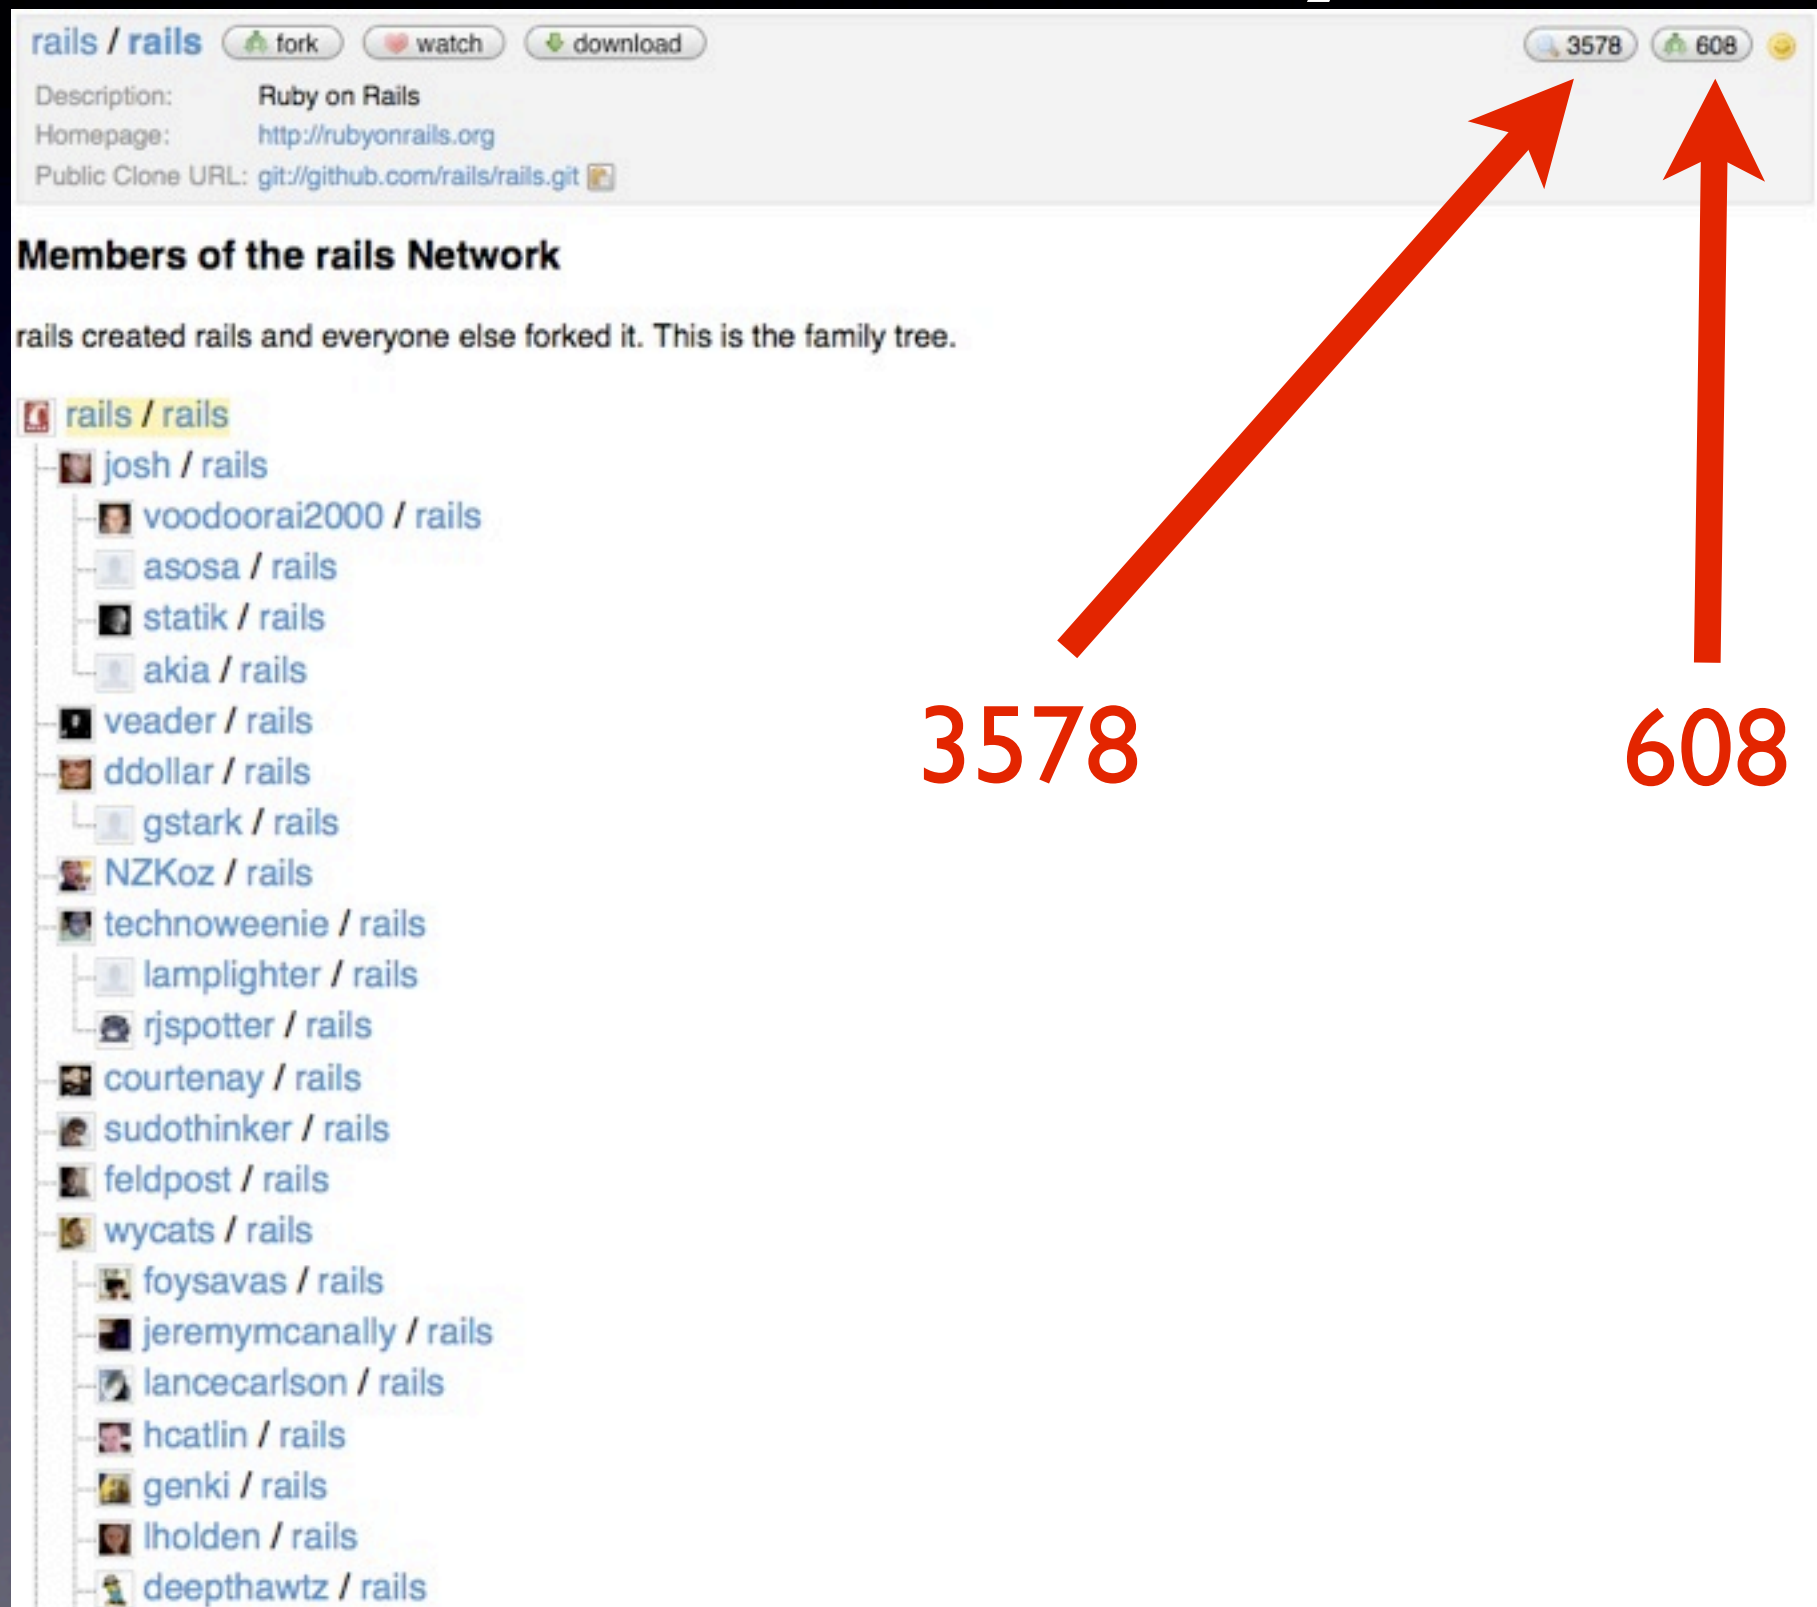 rails / rails fork watch download 3578 608
Description: Ruby on Rails
Homepage: http://rubyonrails.org
Public Clone URL: git://github.com/rails/rails.git
Members of the rails Network
rails created rails and everyone else forked it. This is the family tree.
rails / rails
josh / rails
voodoorai2000 / rails
asosa / rails
statik / rails
akia / rails
veader / rails
ddollar / rails
gstark / rails
NZKoz / rails
technoweenie / rails
lamplighter / rails
rjspotter / rails
courtenay / rails
sudothinker / rails
feldpost / rails
wycats / rails
foysavas / rails
jeremymcanally / rails
lancecarlson / rails
hcatlin / rails
genki / rails
lholden / rails
deepthawtz / rails
3578
608